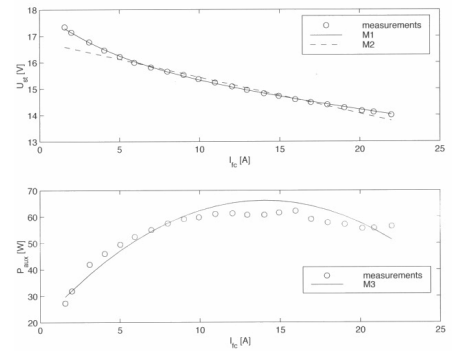 18
17
16
15
14
13
U_st [V]
measurements
M1
M2
0 5 10 15 20 25
I_fc [A]
70
60
50
40
30
20
P_aux [W]
measurements
M3
0 5 10 15 20 25
I_fc [A]